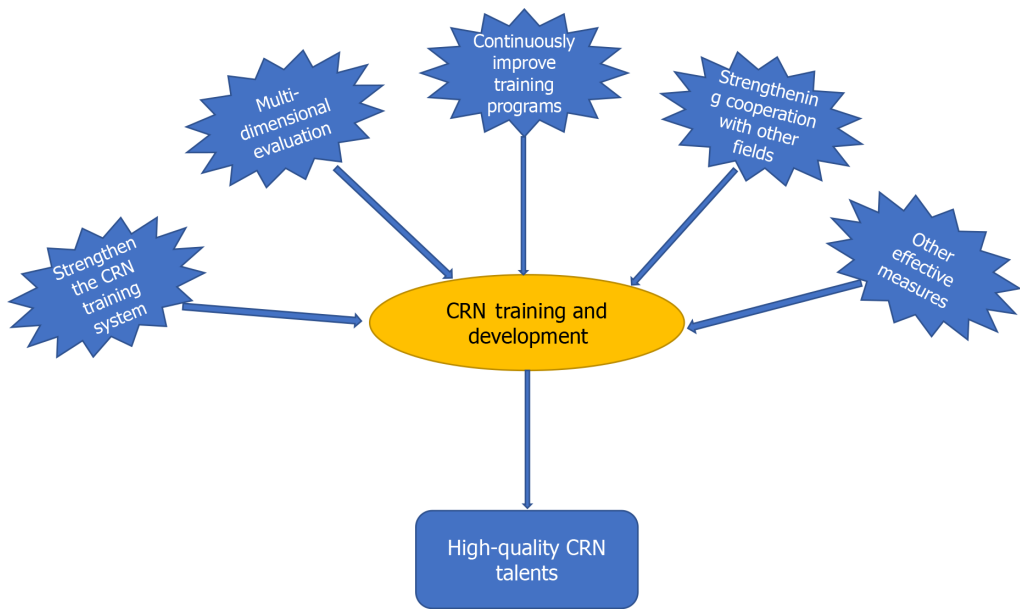 Strengthen
the CRN
training
system
Multi-
dimensional
evaluation
Continuously
improve
training
programs
Strengthenin
g cooperation
with other
fields
Other
effective
measures
CRN training and
development
High-quality CRN
talents